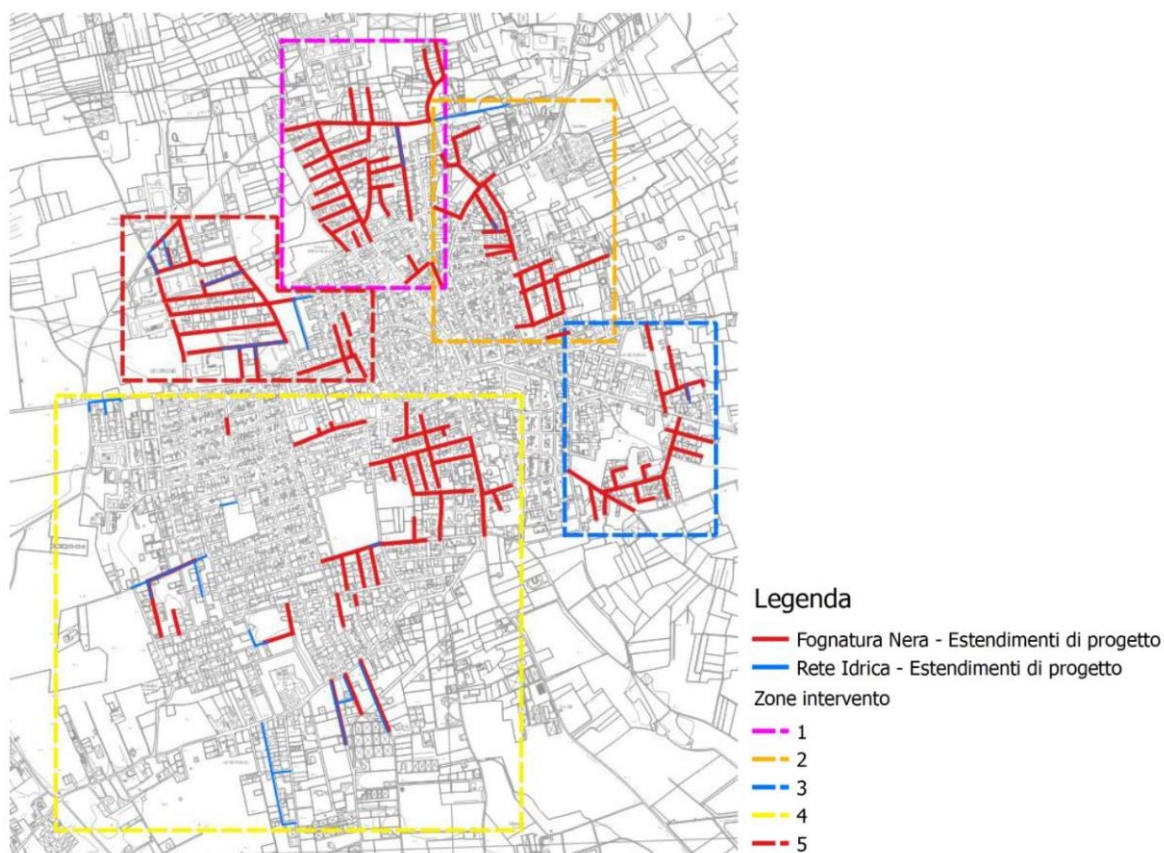 Legenda
Fognatura Nera - Estendimenti di progetto
Rete Idrica - Estendimenti di progetto
Zone intervento
1
2
3
4
5